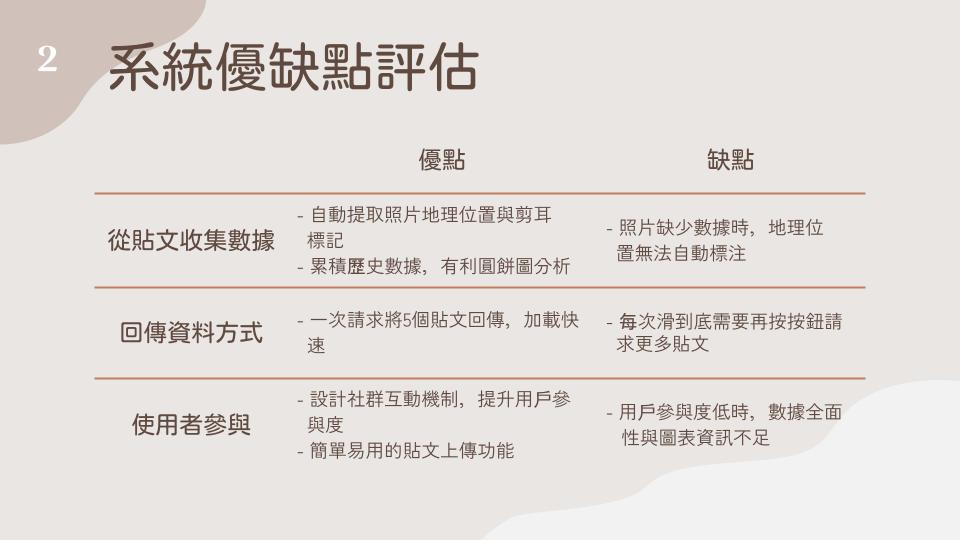 2
系統優缺點評估
優點
缺點
從貼文收集數據
- 自動提取照片地理位置與剪耳
標記
- 累積歷史數據，有利圓餅圖分析
- 照片缺少數據時，地理位
置無法自動標注
回傳資料方式
- 一次請求將5個貼文回傳，加載快
速
- 每次滑到底需要再按按鈕請
求更多貼文
使用者參與
- 設計社群互動機制，提升用戶參
與度
- 簡單易用的貼文上傳功能
- 用戶參與度低時，數據全面
性與圖表資訊不足